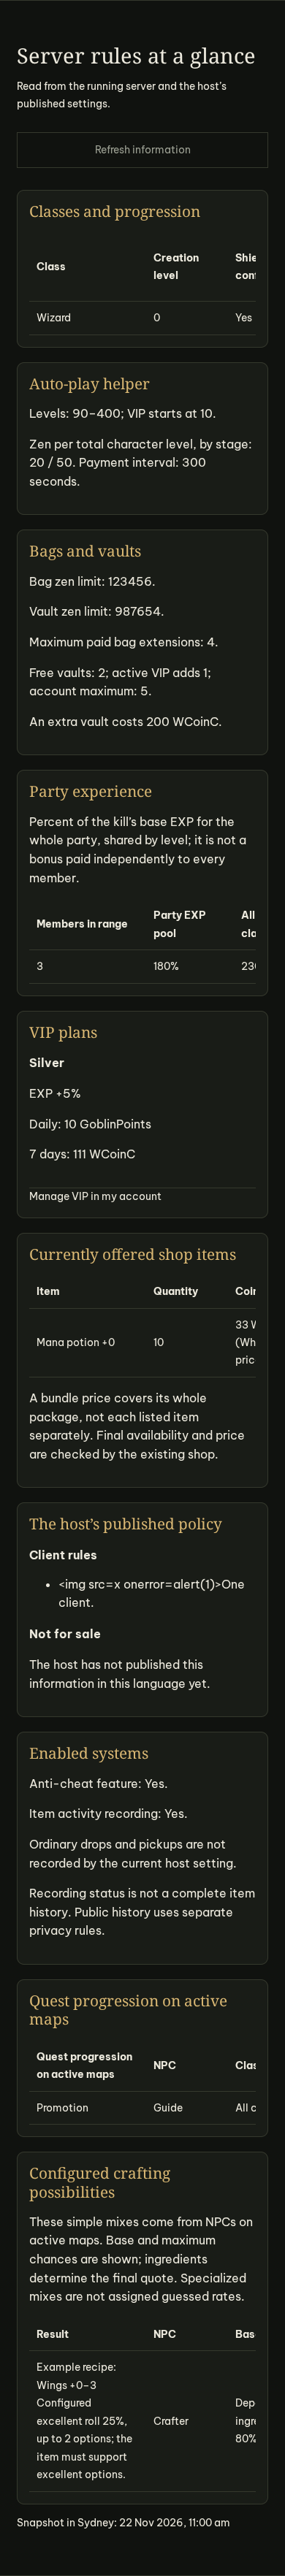 Server rules at a glance
Read from the running server and the host's
published settings.
Refresh information
Classes and progression
Class
Creation
level
Wizard
0
Yes
Auto-play helper
Levels: 90–400; VIP starts at 10.
Zen per total character level, by stage:
20 / 50. Payment interval: 300
seconds.
Bags and vaults
Bag zen limit: 123456.
Vault zen limit: 987654.
Maximum paid bag extensions: 4.
Free vaults: 2; active VIP adds 1;
account maximum: 5.
An extra vault costs 200 WCoinC.
Party experience
Percent of the kill's base EXP for the
whole party, shared by level; it is not a
bonus paid independently to every
member.
Members in range
Party EXP
pool
All
3
180%
VIP plans
Silver
EXP +5%
Daily: 10 GoblinPoints
7 days: 111 WCoinC
Manage VIP in my account
Currently offered shop items
Item
Quantity
Mana potion +0
10
33
A bundle price covers its whole
package, not each listed item
separately. Final availability and price
are checked by the existing shop.
The host's published policy
Client rules
• <img src=x onerror=alert(1)>One
client.
Not for sale
The host has not published this
information in this language yet.
Enabled systems
Anti-cheat feature: Yes.
Item activity recording: Yes.
Ordinary drops and pickups are not
recorded by the current host setting.
Recording status is not a complete item
history. Public history uses separate
privacy rules.
Quest progression on active
maps
Quest progression
on active maps
NPC
Promotion
Guide
All
Configured crafting
possibilities
These simple mixes come from NPCs on
active maps. Base and maximum
chances are shown; ingredients
determine the final quote. Specialized
mixes are not assigned guessed rates.
Result
NPC
Example recipe:
Wings +0–3
Configured
excellent roll 25%,
up to 2 options; the
item must support
excellent options.
Crafter
80%
Snapshot in Sydney: 22 Nov 2026, 11:00 am